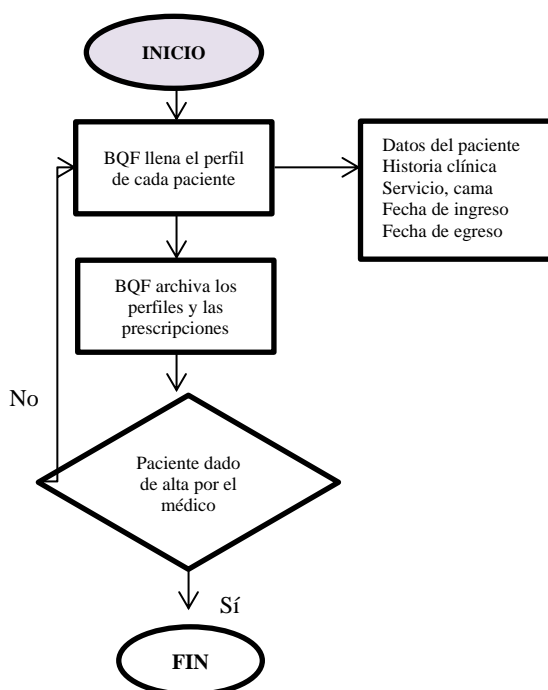 INICIO
BQF llena el perfil
de cada paciente
Datos del paciente
Historia clínica
Servicio, cama
Fecha de ingreso
Fecha de egreso
BQF archiva los
perfiles y las
prescripciones
No
Paciente dado
de alta por el
médico
Sí
FIN